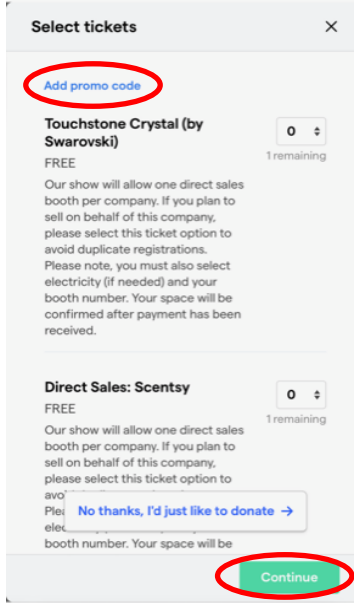 Select tickets ×
Add promo code
Touchstone Crystal (by
Swarovski)
0
1 remaining
FREE
Our show will allow one direct sales
booth per company. If you plan to
sell on behalf of this company,
please select this ticket option to
avoid duplicate registrations.
Please note, you must also select
electricity (if needed) and your
booth number. Your space will be
confirmed after payment has been
received.
Direct Sales: Scentsy
0
1 remaining
FREE
Our show will allow one direct sales
booth per company. If you plan to
sell on behalf of this company,
please select this ticket option to
No thanks, I'd just like to donate →
booth number. Your space will be
Continue